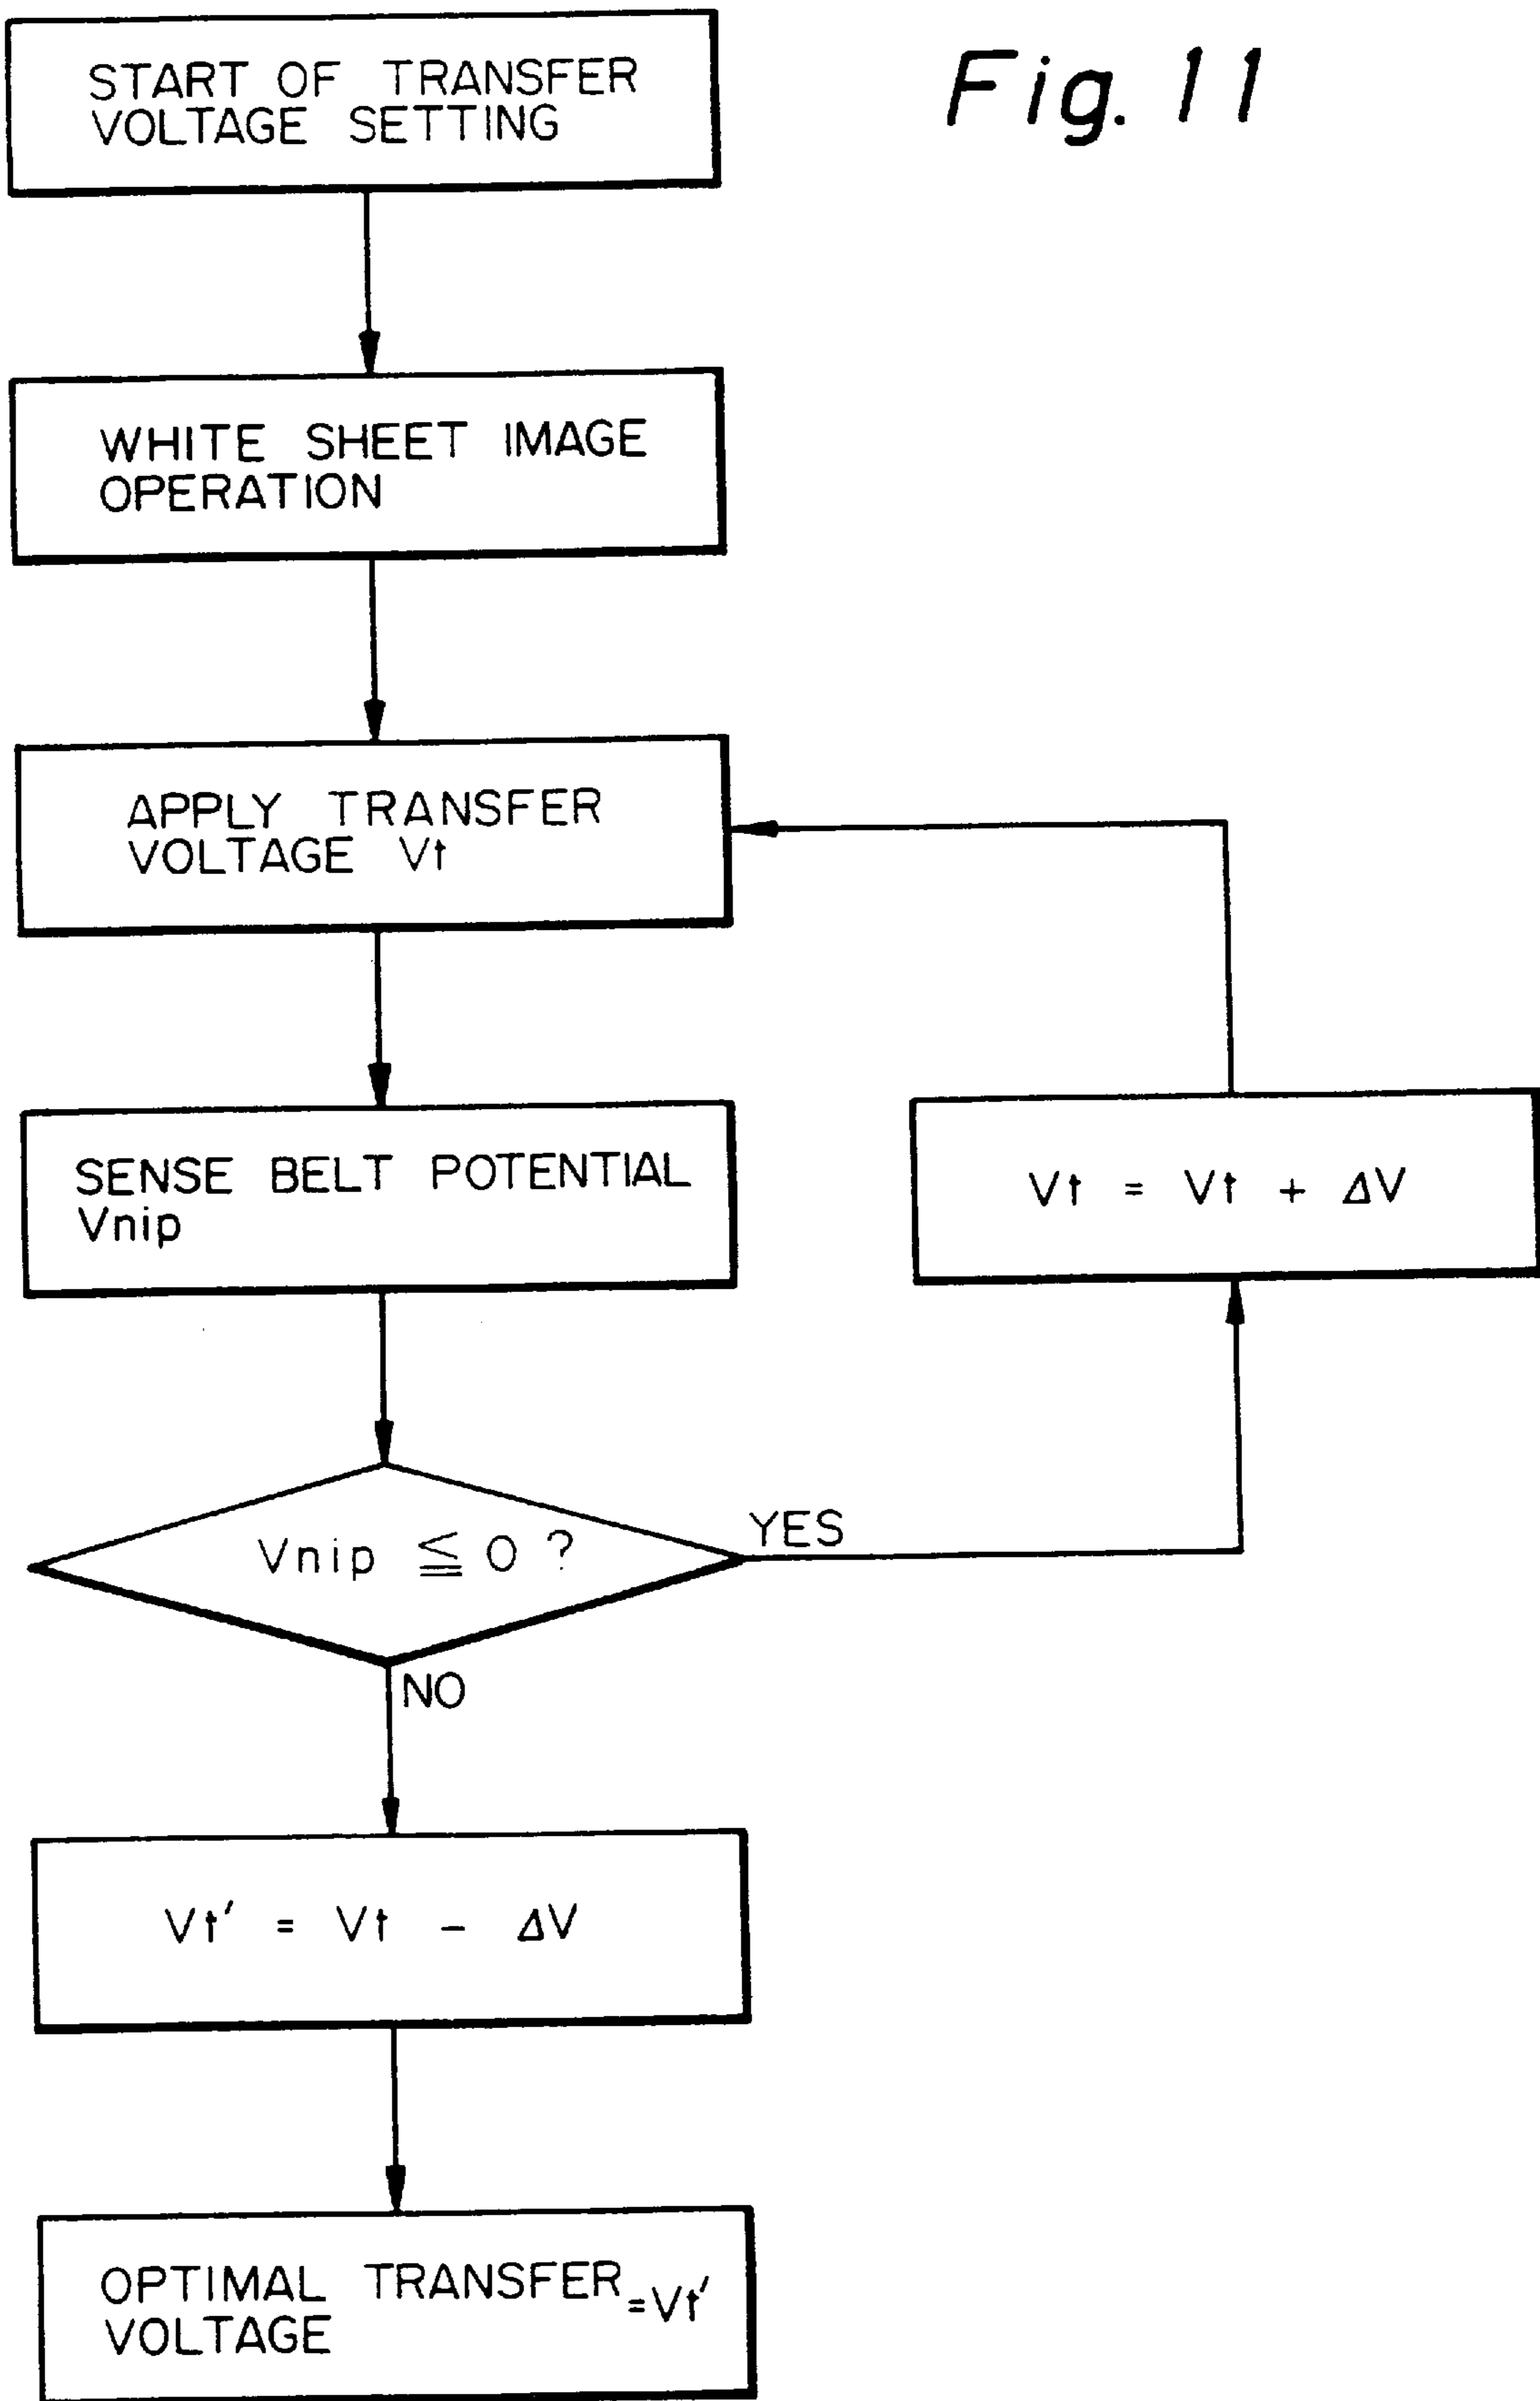 Fig. 11
START OF TRANSFER
VOLTAGE SETTING
WHITE SHEET IMAGE
OPERATION
APPLY TRANSFER
VOLTAGE Vt
SENSE BELT POTENTIAL
Vnip
Vt = Vt + ΔV
Vnip ≦ 0 ?
YES
NO
Vt' = Vt - ΔV
OPTIMAL TRANSFER
VOLTAGE
=Vt'